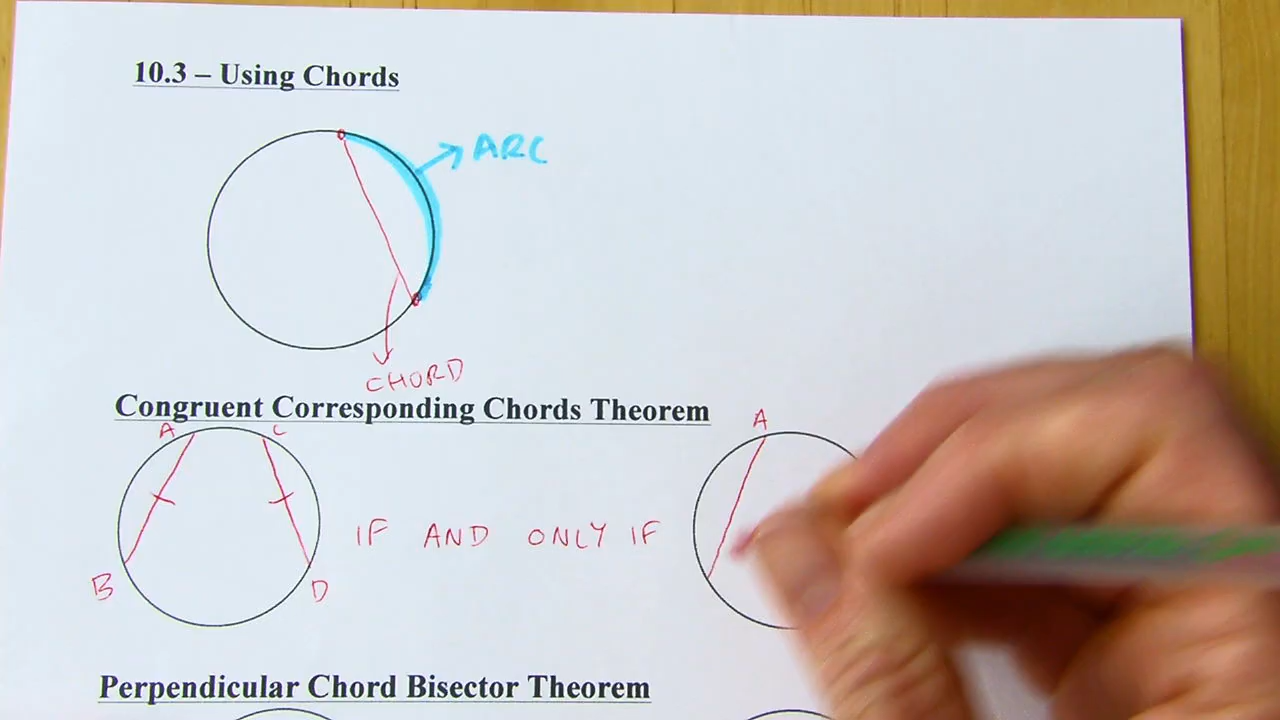 10.3 – Using Chords
ARC
CHORD
Congruent Corresponding Chords Theorem
A C A
IF AND ONLY IF
B D
Perpendicular Chord Bisector Theorem